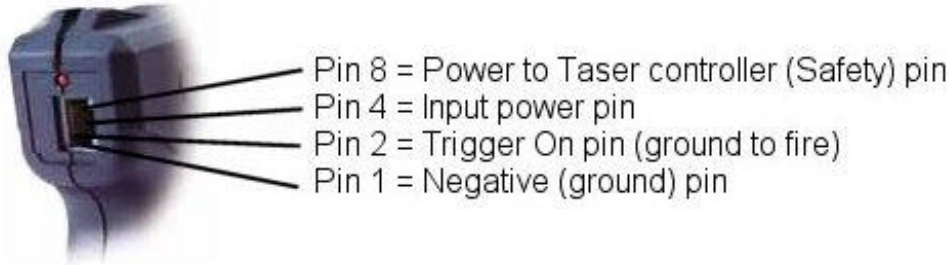 Pin 8 = Power to Taser controller (Safety) pin
Pin 4 = Input power pin
Pin 2 = Trigger On pin (ground to fire)
Pin 1 = Negative (ground) pin